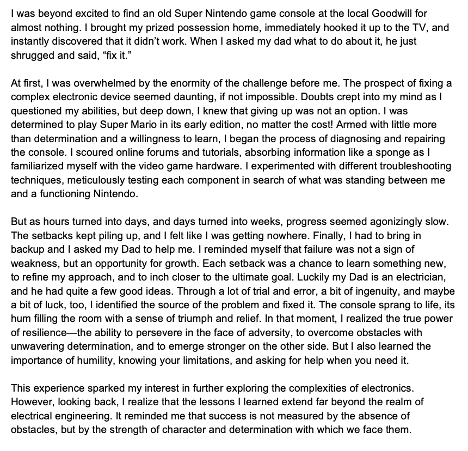 I was beyond excited to find an old Super Nintendo game console at the local Goodwill for
almost nothing. I brought my prized possession home, immediately hooked it up to the TV, and
instantly discovered that it didn't work. When I asked my dad what to do about it, he just
shrugged and said, "fix it."
At first, I was overwhelmed by the enormity of the challenge before me. The prospect of fixing a
complex electronic device seemed daunting, if not impossible. Doubts crept into my mind as I
questioned my abilities, but deep down, I knew that giving up was not an option. I was
determined to play Super Mario in its early edition, no matter the cost! Armed with little more
than determination and a willingness to learn, I began the process of diagnosing and repairing
the console. I scoured online forums and tutorials, absorbing information like a sponge as I
familiarized myself with the video game hardware. I experimented with different troubleshooting
techniques, meticulously testing each component in search of what was standing between me
and a functioning Nintendo.
But as hours turned into days, and days turned into weeks, progress seemed agonizingly slow.
The setbacks kept piling up, and I felt like I was getting nowhere. Finally, I had to bring in
backup and I asked my Dad to help me. I reminded myself that failure was not a sign of
weakness, but an opportunity for growth. Each setback was a chance to learn something new,
to refine my approach, and to inch closer to the ultimate goal. Luckily my Dad is an electrician,
and he had quite a few good ideas. Through a lot of trial and error, a bit of ingenuity, and maybe
a bit of luck, too, I identified the source of the problem and fixed it. The console sprang to life, its
hum filling the room with a sense of triumph and relief. In that moment, I realized the true power
of resilience—the ability to persevere in the face of adversity, to overcome obstacles with
unwavering determination, and to emerge stronger on the other side. But I also learned the
importance of humility, knowing your limitations, and asking for help when you need it.
This experience sparked my interest in further exploring the complexities of electronics.
However, looking back, I realize that the lessons I learned extend far beyond the realm of
electrical engineering. It reminded me that success is not measured by the absence of
obstacles, but by the strength of character and determination with which we face them.